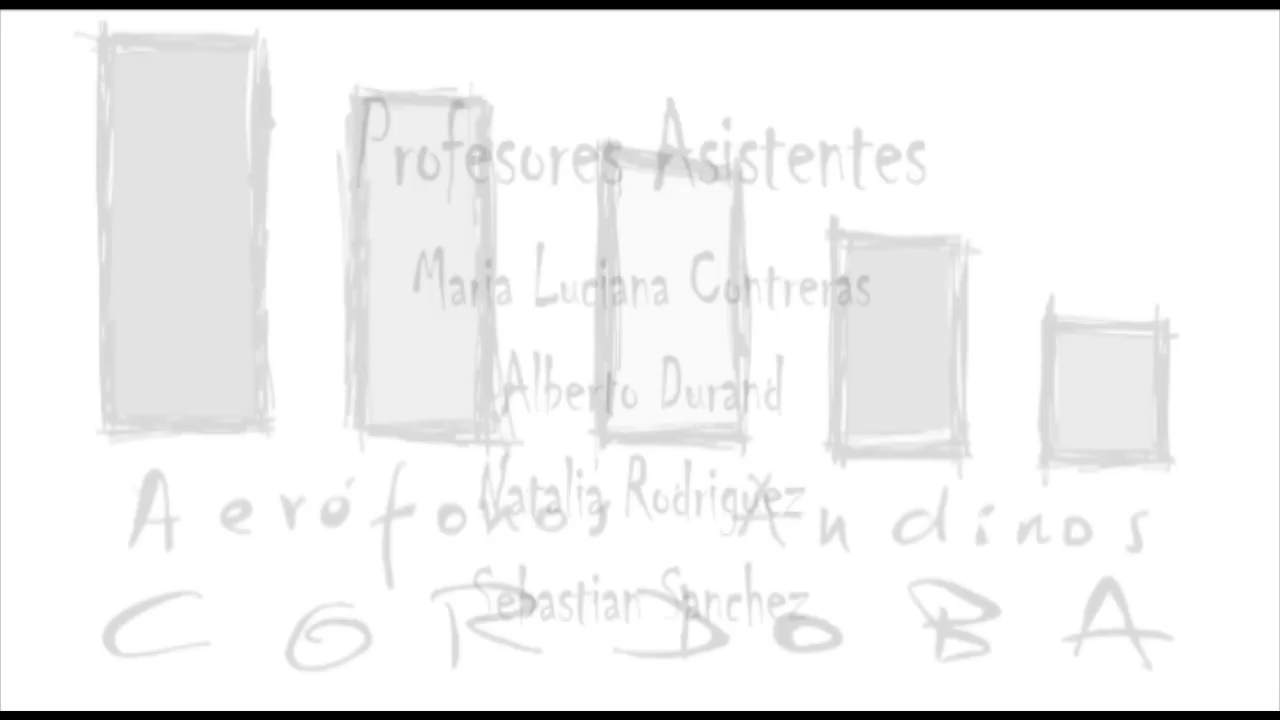 Profesores Asistentes
Maria Luciana Contreras
Alberto Durand
Natalia Rodriguez
Sebastian Sanchez
Aerófonos Andinos
CORDOBA